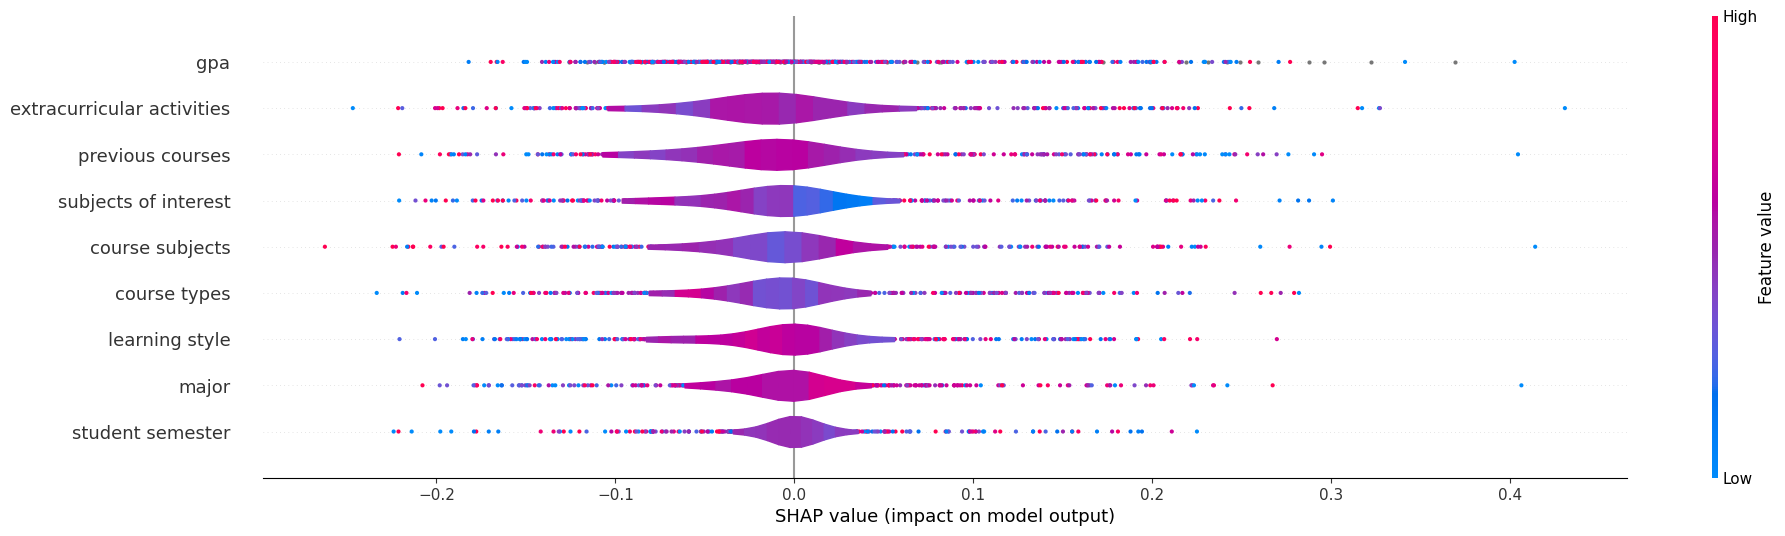 High
gpa
extracurricular activities
previous courses
subjects of interest
course subjects
course types
learning style
major
student semester
Feature value
Low
−0.2 −0.1 0.0 0.1 0.2 0.3 0.4
SHAP value (impact on model output)